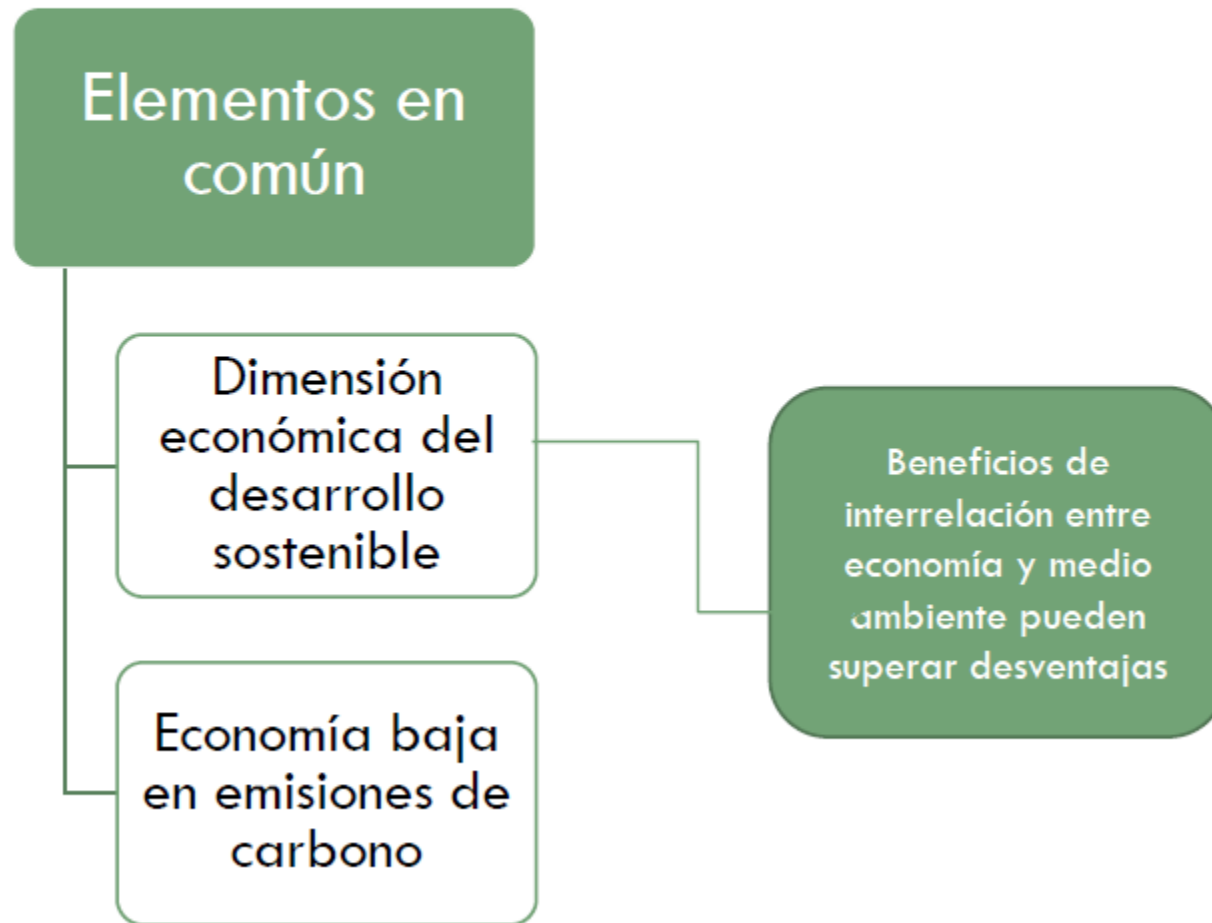 Elementos en
común
Dimensión
económica del
desarrollo
sostenible
Beneficios de
interrelación entre
economía y medio
ambiente pueden
superar desventajas
Economía baja
en emisiones de
carbono